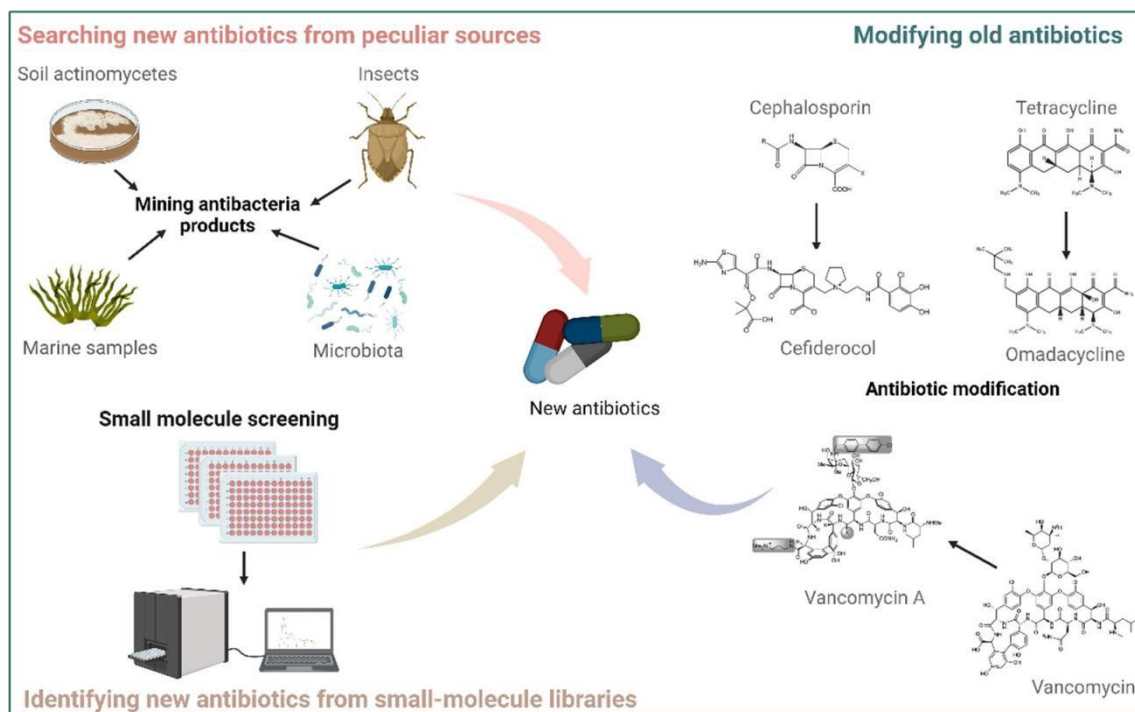 Searching new antibiotics from peculiar sources
Soil actinomycetes
Insects
Mining antibacteria
products
Marine samples
Microbiota
Small molecule screening
Identifying new antibiotics from small-molecule libraries
New antibiotics
Modifying old antibiotics
Cephalosporin
Tetracycline
Cefiderocol
Omadacycline
Antibiotic modification
Vancomycin A
Vancomycin